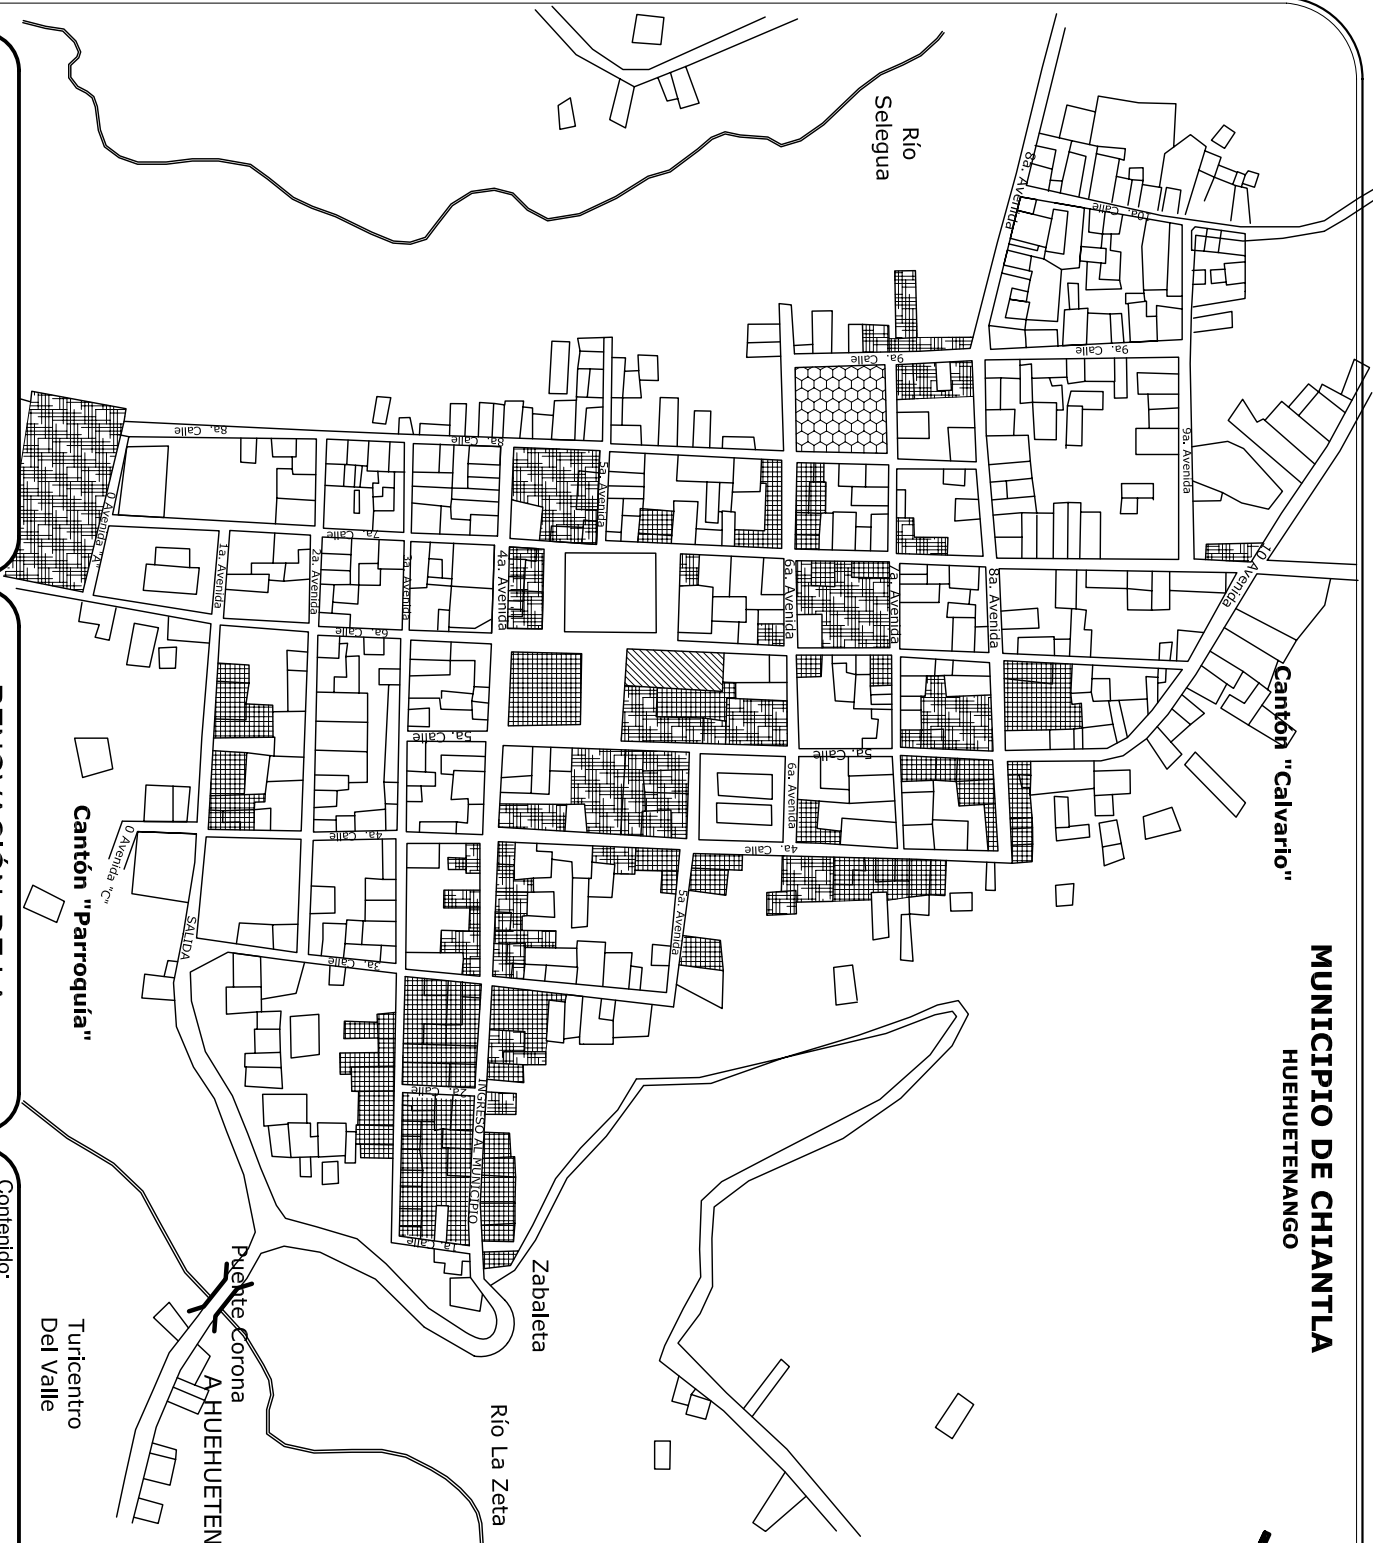 MUNICIPIO DE CHIANTLA
HUEHUETENANGO
Cantón "Calvario"
Río
Selegua
8a. Avenida
10a. Calle
9a. Calle
9a. Calle
9a. Avenida
10 Avenida
8a. Calle
8a. Calle
5a. Avenida
0 Avenida "A"
7a. Calle
1a. Avenida
2a. Avenida
3a. Avenida
4a. Avenida
6a. Avenida
7a. Avenida
8a. Avenida
6a. Calle
5a. Calle
5a. Calle
6a. Avenida
4a. Calle
4a. Calle
0 Avenida "C"
SALIDA
5a. Avenida
3a. Calle
2a. Calle
INGRESO AL MUNICIPIO
1a. Calle
Cantón "Parroquía"
Zabaleta
Puente Corona
Río La Zeta
A HUEHUETEN
Turicentro
Del Valle
Contenido: